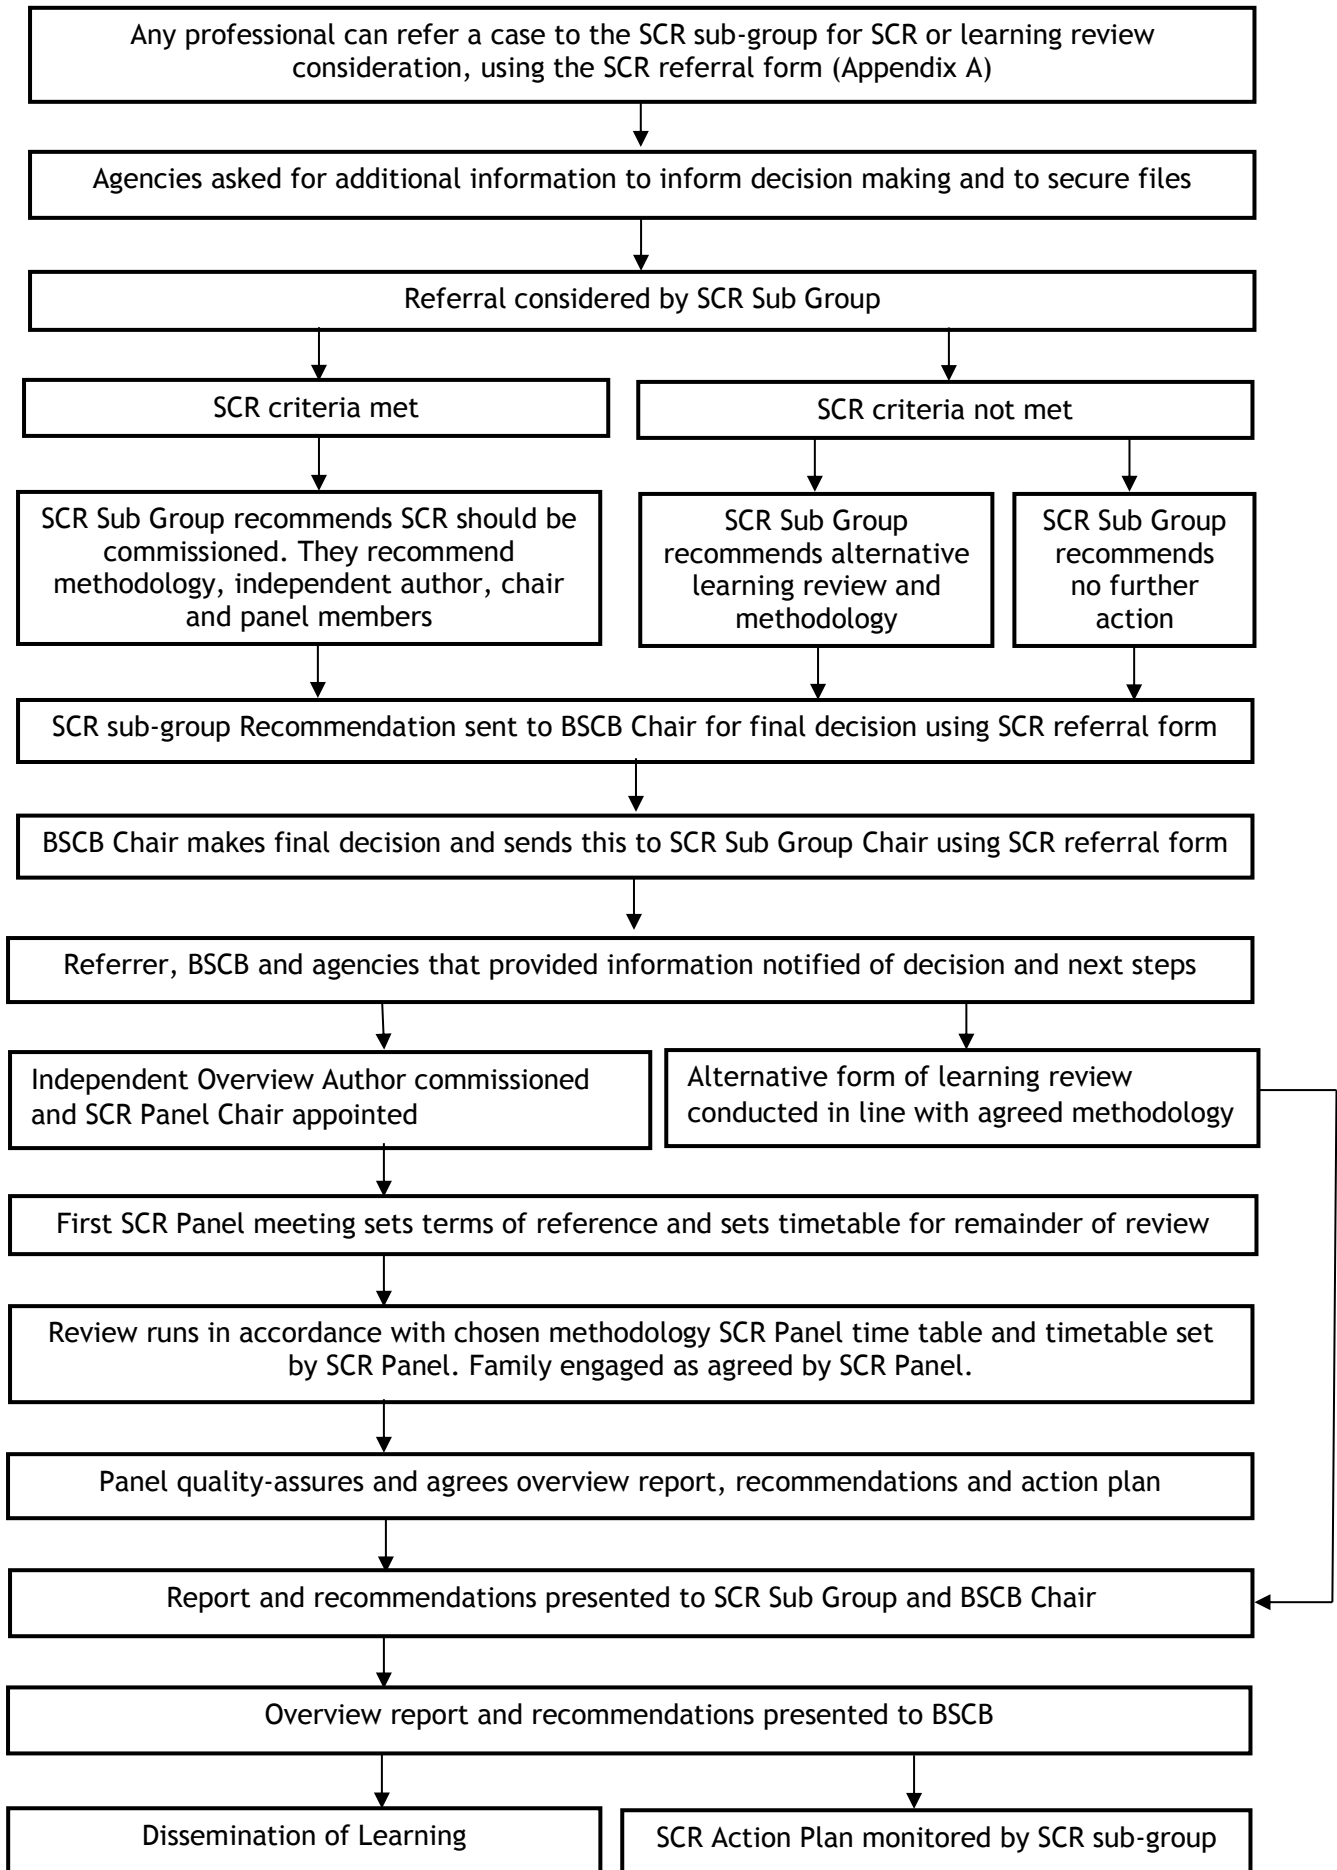 Any professional can refer a case to the SCR sub-group for SCR or learning review
consideration, using the SCR referral form (Appendix A)
Agencies asked for additional information to inform decision making and to secure files
Referral considered by SCR Sub Group
SCR criteria met
SCR criteria not met
SCR Sub Group recommends SCR should be
commissioned. They recommend
methodology, independent author, chair
and panel members
SCR Sub Group
recommends alternative
learning review and
methodology
SCR Sub Group
recommends
no further
action
SCR sub-group Recommendation sent to BSCB Chair for final decision using SCR referral form
BSCB Chair makes final decision and sends this to SCR Sub Group Chair using SCR referral form
Referrer, BSCB and agencies that provided information notified of decision and next steps
Independent Overview Author commissioned
and SCR Panel Chair appointed
Alternative form of learning review
conducted in line with agreed methodology
First SCR Panel meeting sets terms of reference and sets timetable for remainder of review
Review runs in accordance with chosen methodology SCR Panel time table and timetable set
by SCR Panel. Family engaged as agreed by SCR Panel.
Panel quality-assures and agrees overview report, recommendations and action plan
Report and recommendations presented to SCR Sub Group and BSCB Chair
Overview report and recommendations presented to BSCB
Dissemination of Learning
SCR Action Plan monitored by SCR sub-group